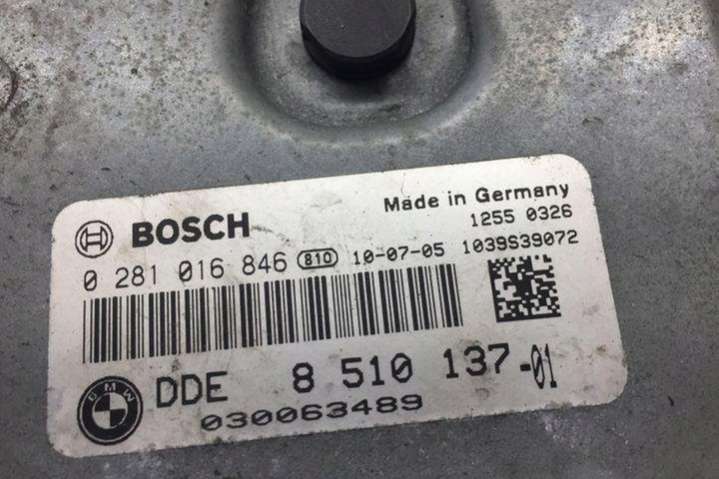 BOSCH
Made in Germany
1255 0326
0 281 016 846 810 10-07-05 1039S39072
BMW
DDE 8 510 137-01
030063489